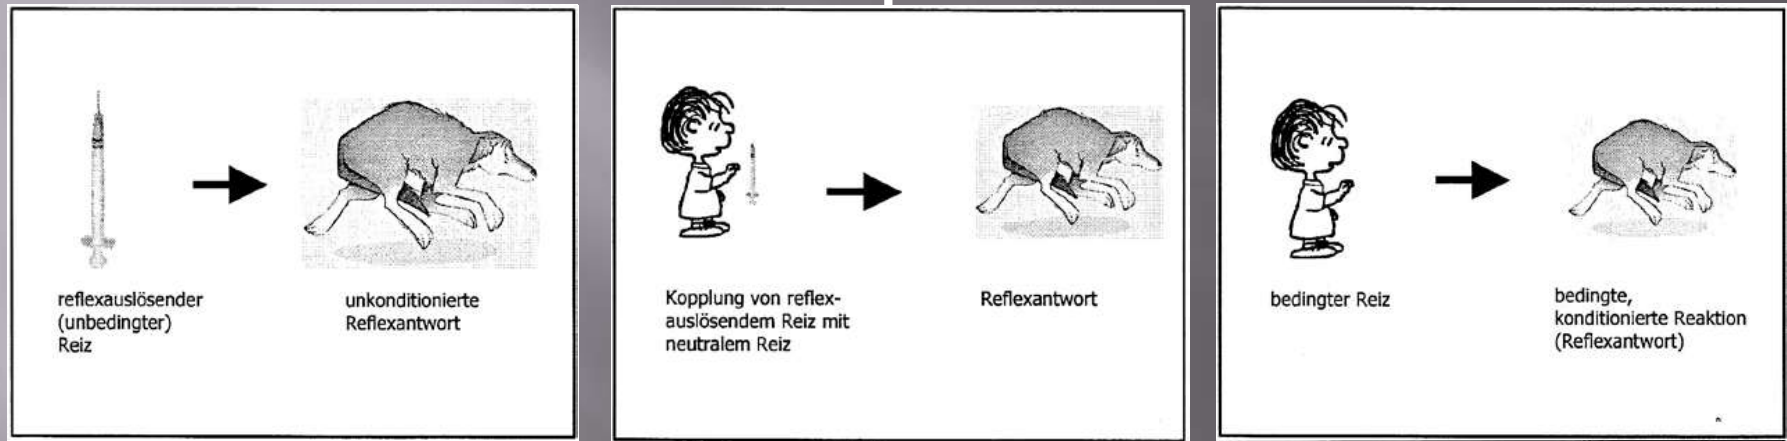 reflexauslösender
(unbedingter)
Reiz
unkonditionierte
Reflexantwort
Kopplung von reflex-
auslösendem Reiz mit
neutralem Reiz
Reflexantwort
bedingter Reiz
bedingte,
konditionierte Reaktion
(Reflexantwort)